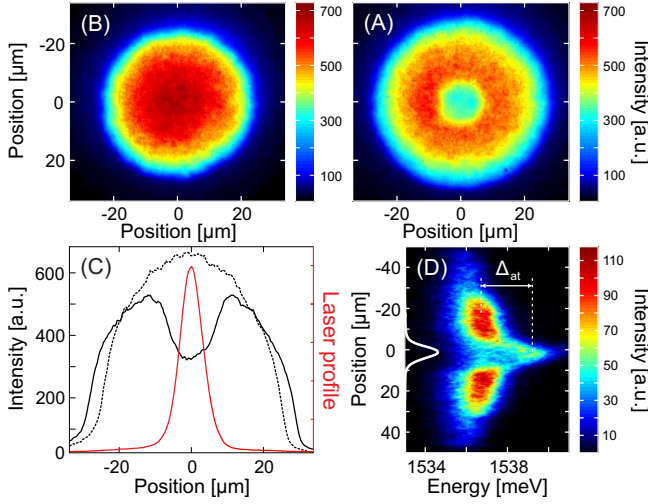 (B)
Position [µm]
-20
0
20
-20 0 20
Position [µm]
700
500
300
100
(A)
-20 0 20
Position [µm]
700
500
300
100
Intensity [a.u.]
(C)
Intensity [a.u.]
600
400
200
0
-20 0 20
Position [µm]
Laser profile
(D)
Δat
Position [µm]
-40
-20
0
20
40
1534 1538
Energy [meV]
110
90
70
50
30
10
Intensity [a.u.]